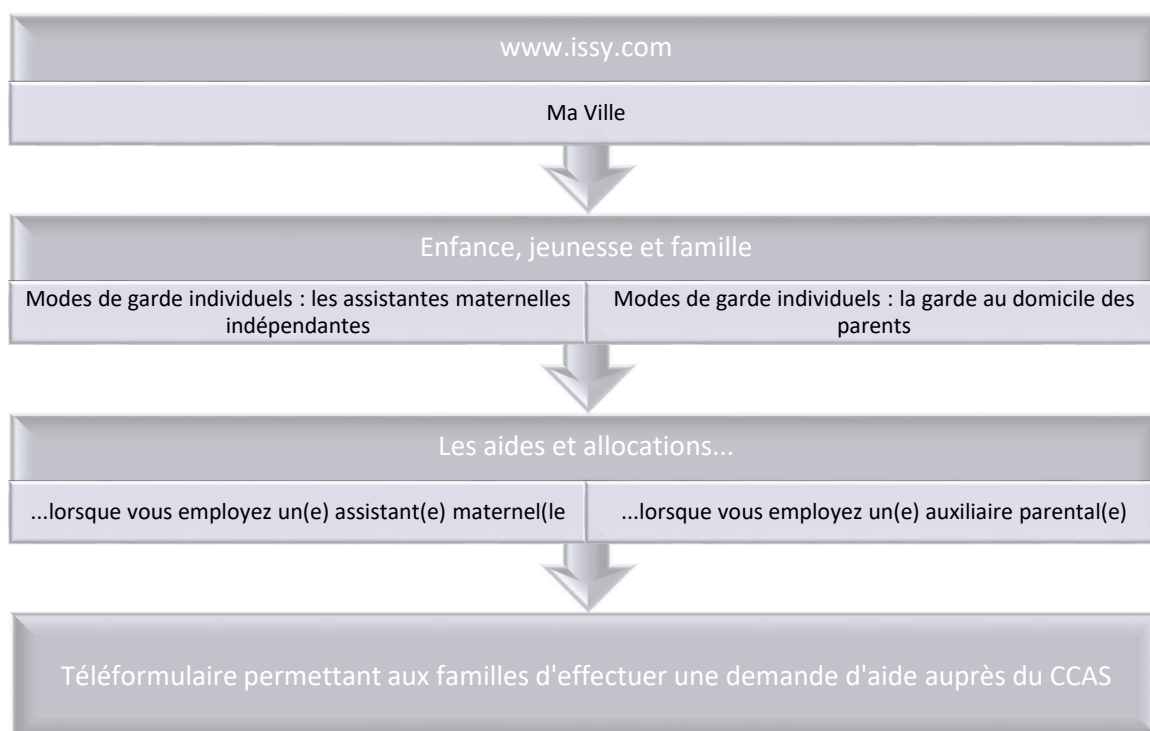 www.issy.com
Ma Ville
Enfance, jeunesse et famille
Modes de garde individuels : les assistantes maternelles
indépendantes
Modes de garde individuels : la garde au domicile des
parents
Les aides et allocations...
...lorsque vous employez un(e) assistant(e) maternel(le
...lorsque vous employez un(e) auxiliaire parental(e)
Téléformulaire permettant aux familles d'effectuer une demande d'aide auprès du CCAS